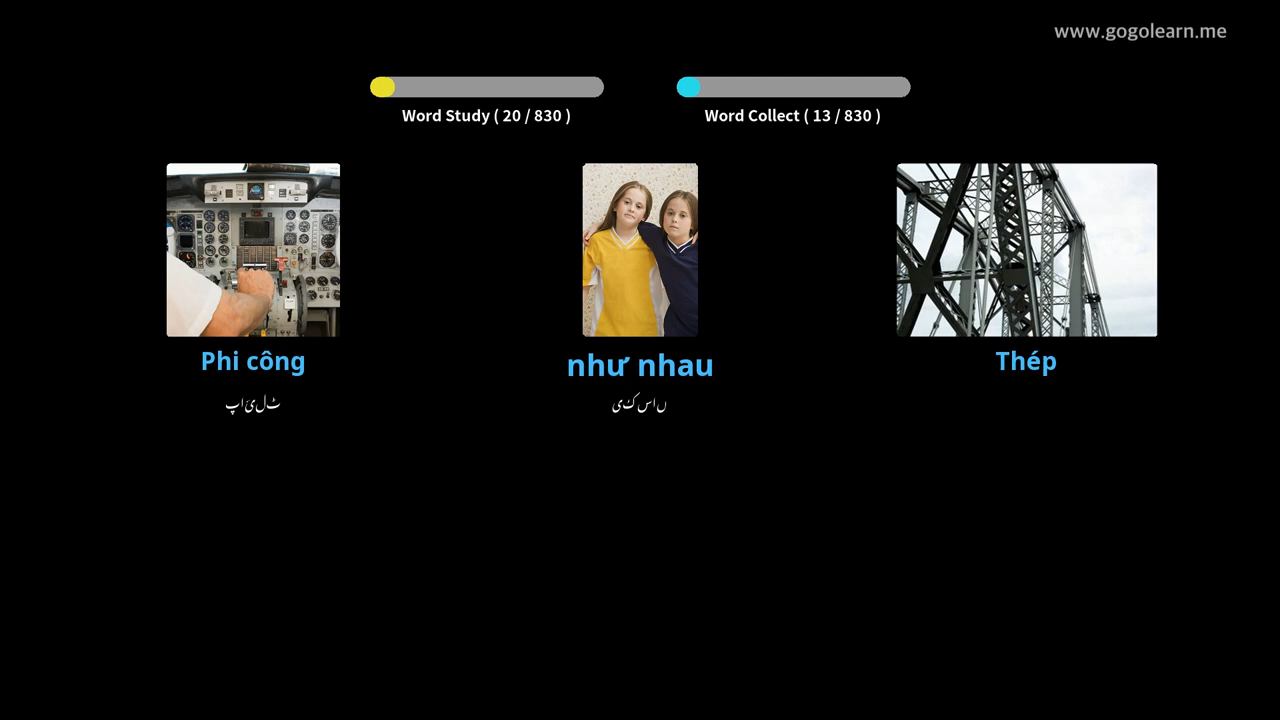 www.gogolearn.me
Word Study ( 20 / 830 )
Word Collect ( 13 / 830 )
Phi công
như nhau
Thép
پائلٹ
یکساں